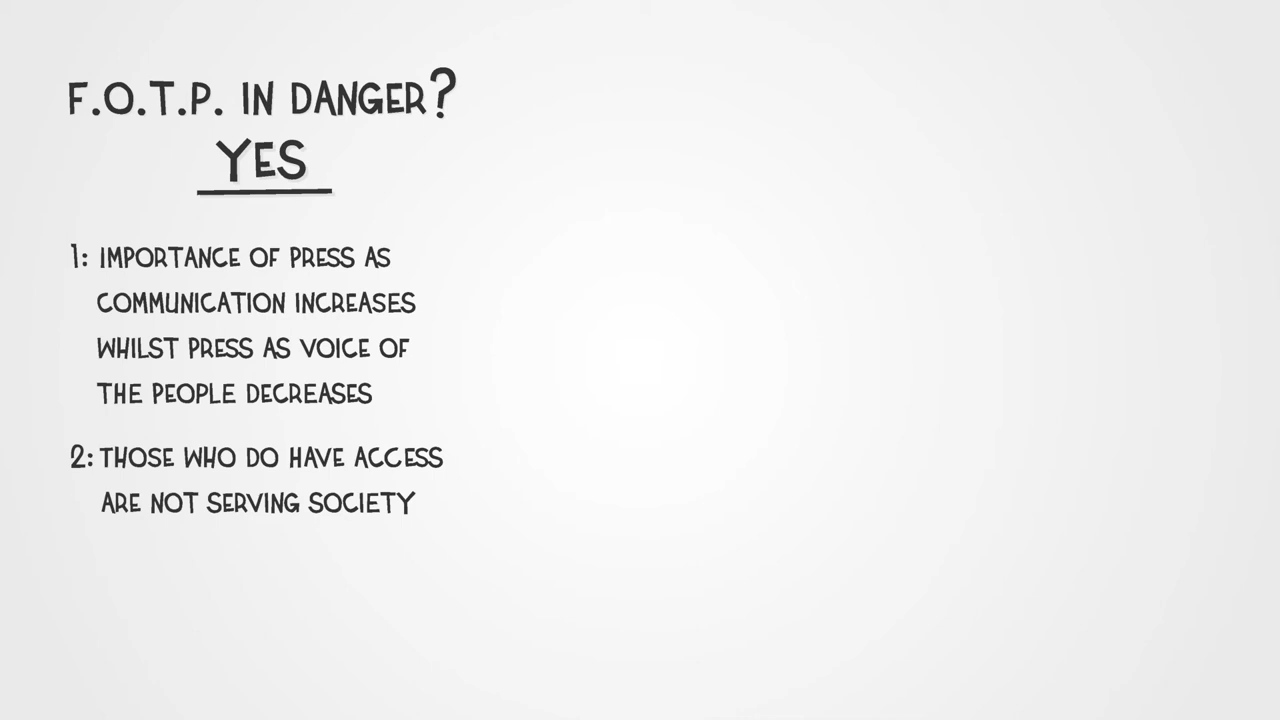 F.O.T.P. IN DANGER?
YES
1: IMPORTANCE OF PRESS AS
COMMUNICATION INCREASES
WHILST PRESS AS VOICE OF
THE PEOPLE DECREASES
2: THOSE WHO DO HAVE ACCESS
ARE NOT SERVING SOCIETY